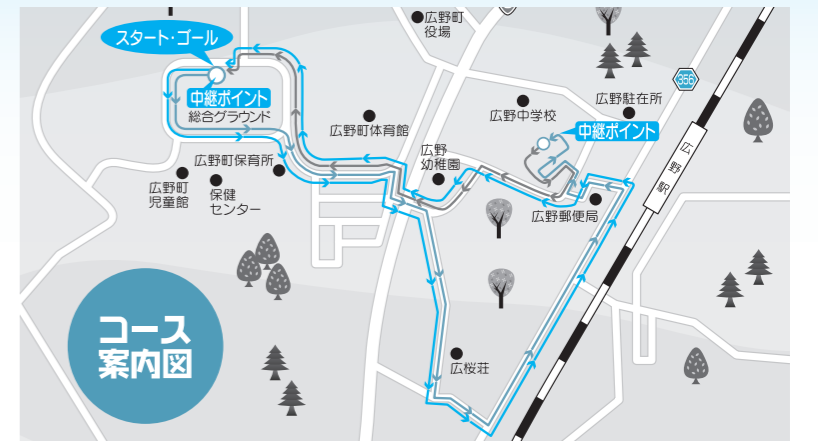 広野町
役場
スタート・ゴール
中継ポイント
総合グラウンド
356
広野駐在所
広野中学校
中継ポイント
広野町体育館
広野
幼稚園
広野駅
広野町保育所
広野町
児童館
保健
センター
広野郵便局
コース
案内図
広桜荘